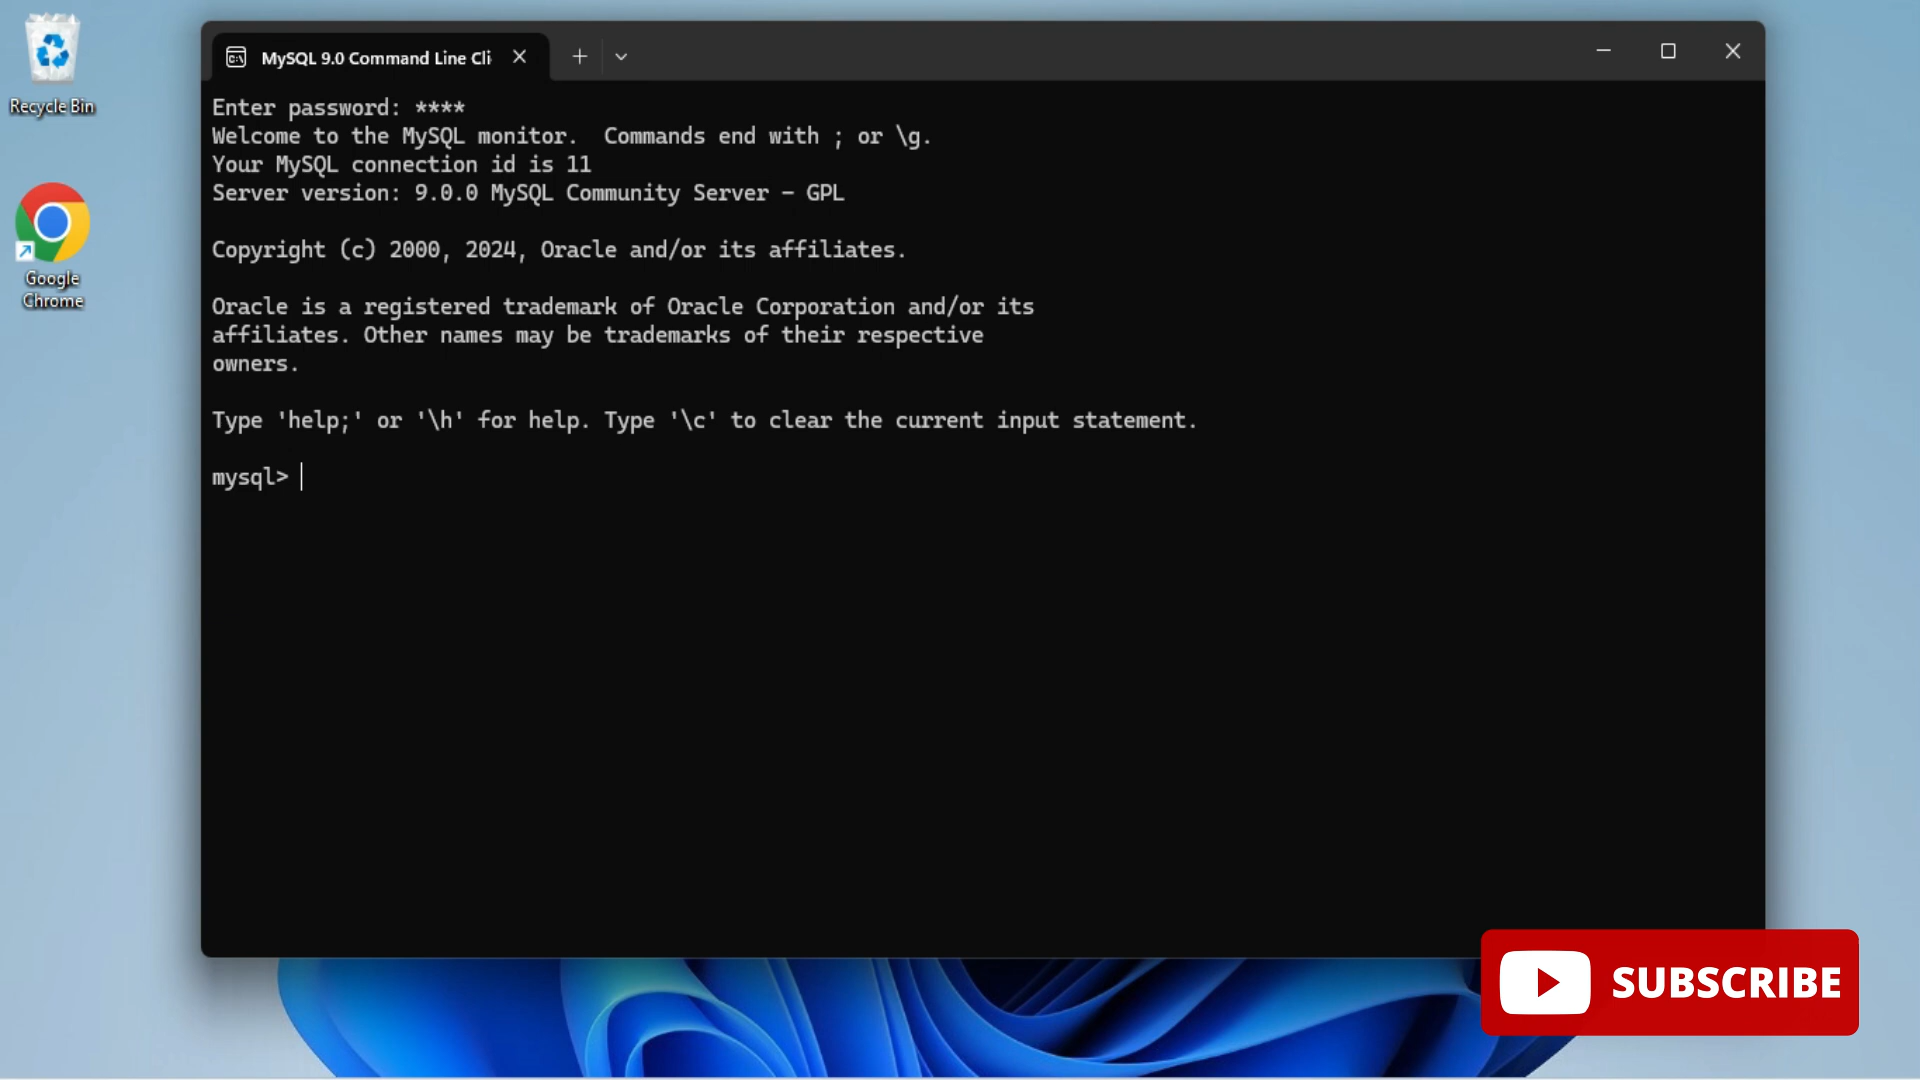 Recycle Bin
Google
Chrome
MySQL 9.0 Command Line Cli
Enter password: ****
Welcome to the MySQL monitor.  Commands end with ; or \g.
Your MySQL connection id is 11
Server version: 9.0.0 MySQL Community Server - GPL
Copyright (c) 2000, 2024, Oracle and/or its affiliates.
Oracle is a registered trademark of Oracle Corporation and/or its
affiliates. Other names may be trademarks of their respective
owners.
Type 'help;' or '\h' for help. Type '\c' to clear the current input statement.
mysql>
SUBSCRIBE